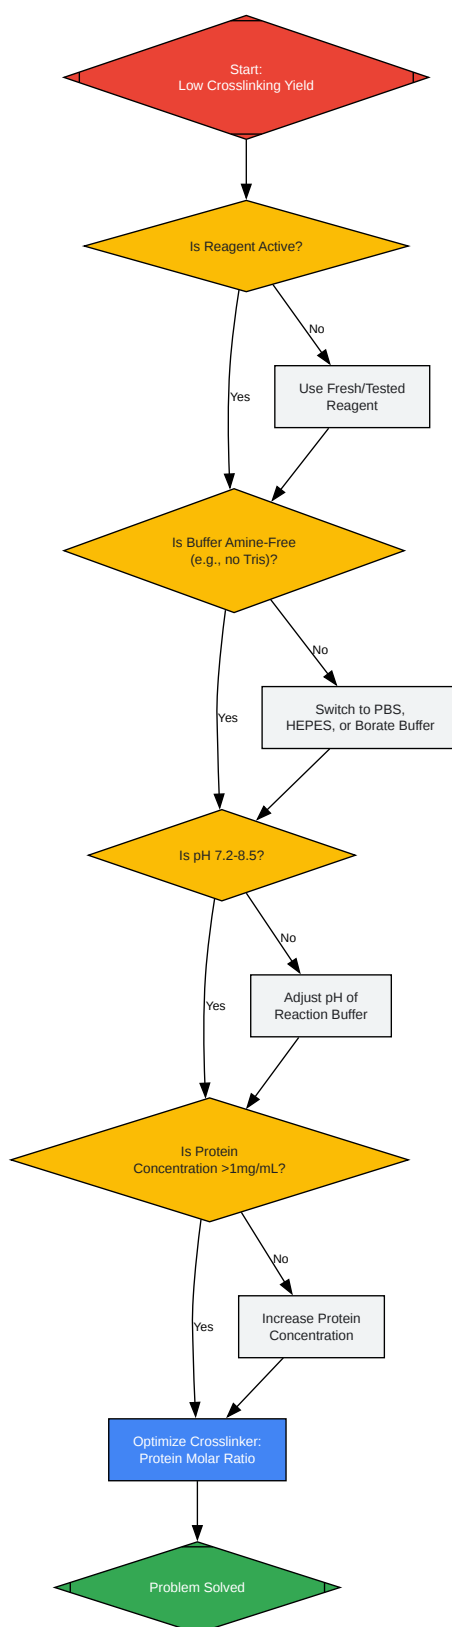 Start:
Low Crosslinking Yield
Is Reagent Active?
No
Use Fresh/Tested
Reagent
Yes
Is Buffer Amine-Free
(e.g., no Tris)?
No
Switch to PBS,
HEPES, or Borate Buffer
Yes
Is pH 7.2-8.5?
No
Adjust pH of
Reaction Buffer
Yes
Is Protein
Concentration >1mg/mL?
No
Increase Protein
Concentration
Yes
Optimize Crosslinker:
Protein Molar Ratio
Problem Solved